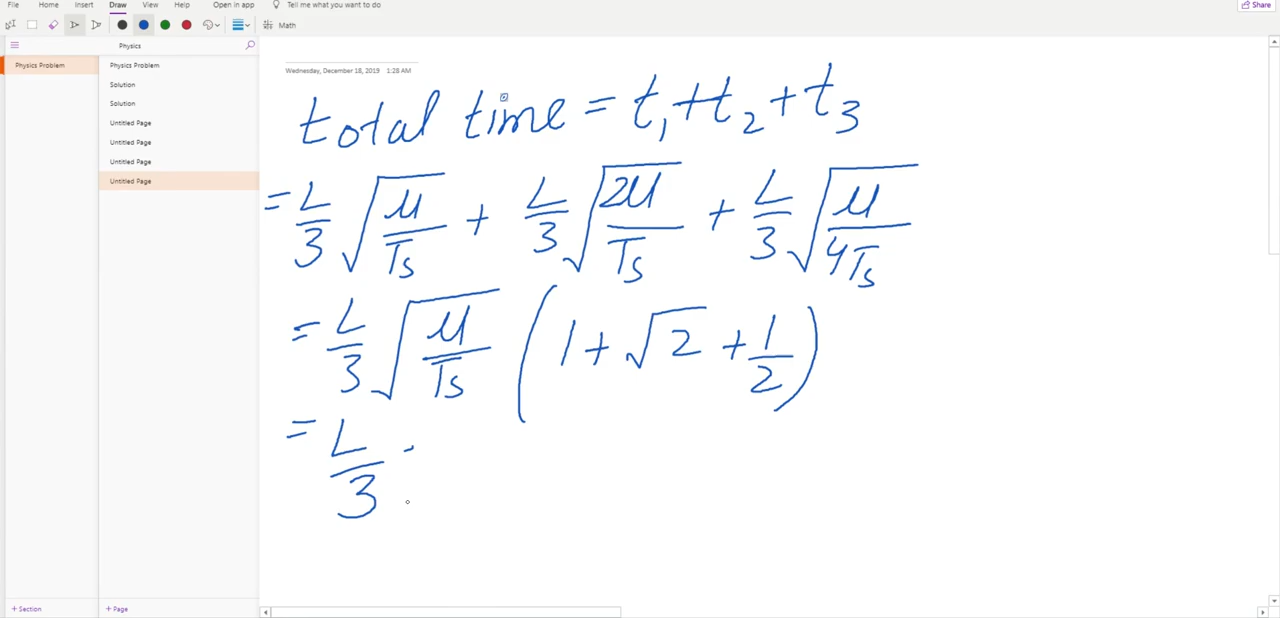 File Home Insert Draw View Help Open in app Tell me what you want to do Share
Math
Physics
Physics Problem
Physics Problem
Solution
Solution
Untitled Page
Untitled Page
Untitled Page
Untitled Page
+ Section
+ Page
Wednesday, December 18, 2019 1:28 AM
total time = t₁ + t₂ + t₃
= L/3 √(μ/Ts) + L/3 √(2μ/Ts) + L/3 √(μ/4Ts)
= L/3 √(μ/Ts) (1 + √2 + 1/2)
= L/3